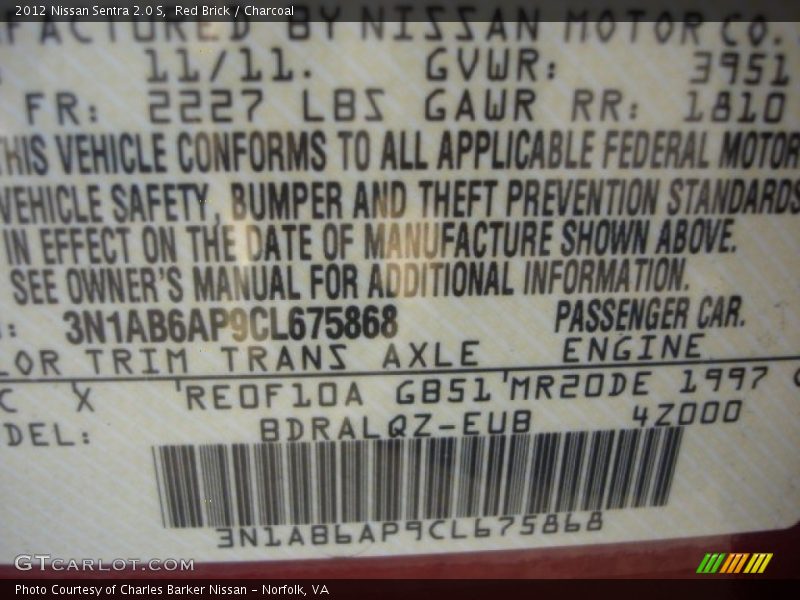 2012 Nissan Sentra 2.0 S,  Red Brick / Charcoal
FACTURED BY NISSAN MOTOR CO.
11/11. GVWR: 3951
FR: 2227 LBS GAWR RR: 1810
THIS VEHICLE CONFORMS TO ALL APPLICABLE FEDERAL MOTOR
VEHICLE SAFETY, BUMPER AND THEFT PREVENTION STANDARDS
IN EFFECT ON THE DATE OF MANUFACTURE SHOWN ABOVE.
SEE OWNER'S MANUAL FOR ADDITIONAL INFORMATION.
: 3N1AB6AP9CL675868 PASSENGER CAR.
LOR TRIM TRANS AXLE ENGINE
C X RE0F10A GB51 MR20DE 1997
DEL: BDRALQZ-EUB 4Z000
3N1AB6AP9CL675868
GTCARLOT.COM
Photo Courtesy of Charles Barker Nissan - Norfolk, VA